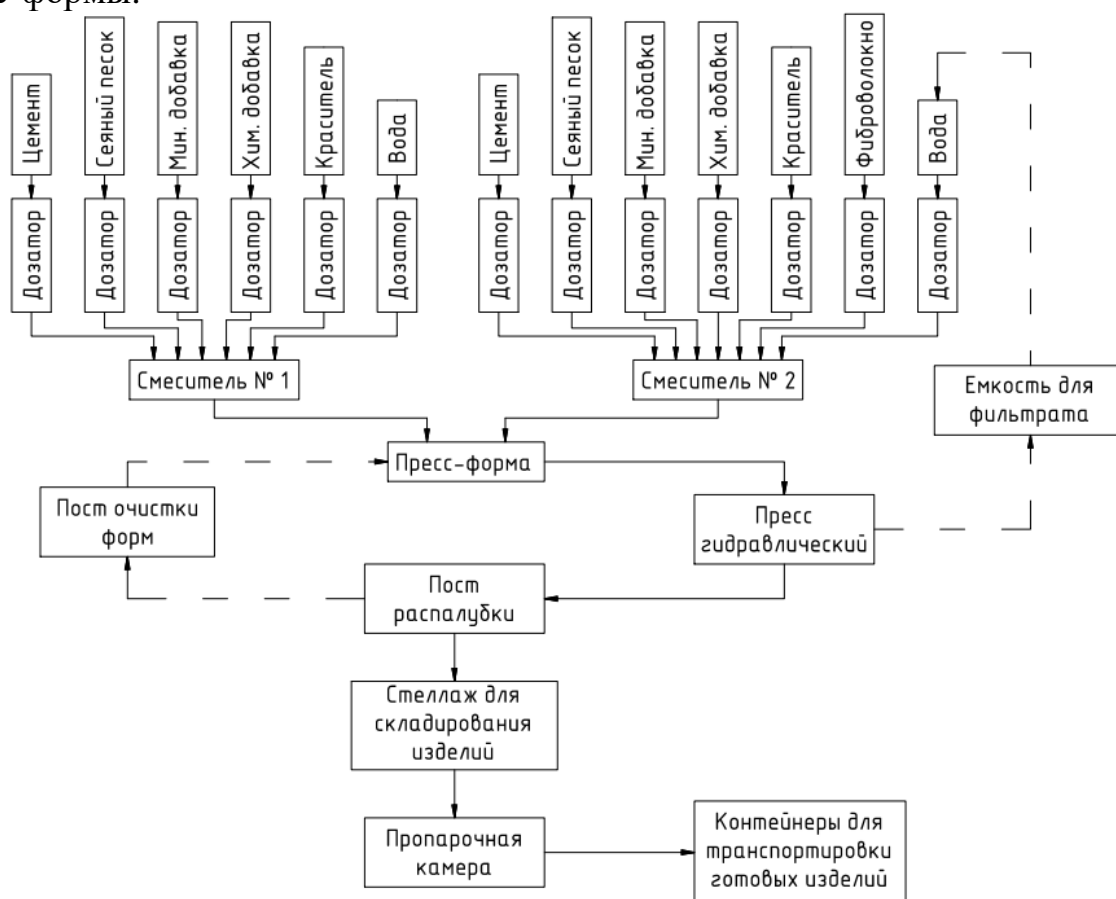 формы.
Цемент
Сеяный песок
Мин. добавка
Хим. добавка
Краситель
Вода
Цемент
Сеяный песок
Мин. добавка
Хим. добавка
Краситель
Фиброволокно
Вода
Дозатор
Дозатор
Дозатор
Дозатор
Дозатор
Дозатор
Дозатор
Дозатор
Дозатор
Дозатор
Дозатор
Дозатор
Дозатор
Смеситель № 1
Смеситель № 2
Емкость для
фильтрата
Пресс-форма
Пост очистки
форм
Пресс
гидравлический
Пост
распалубки
Стеллаж для
складирования
изделий
Пропарочная
камера
Контейнеры для
транспортировки
готовых изделий